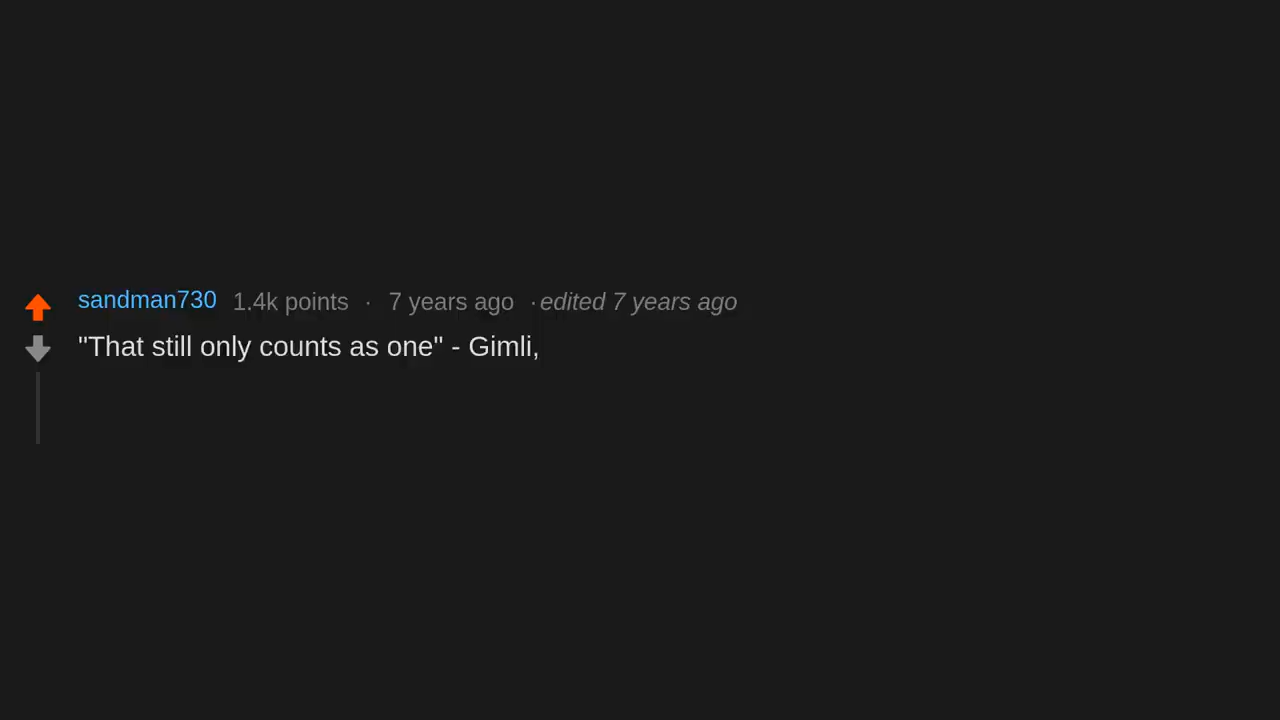 sandman730 1.4k points · 7 years ago · edited 7 years ago
"That still only counts as one" - Gimli,